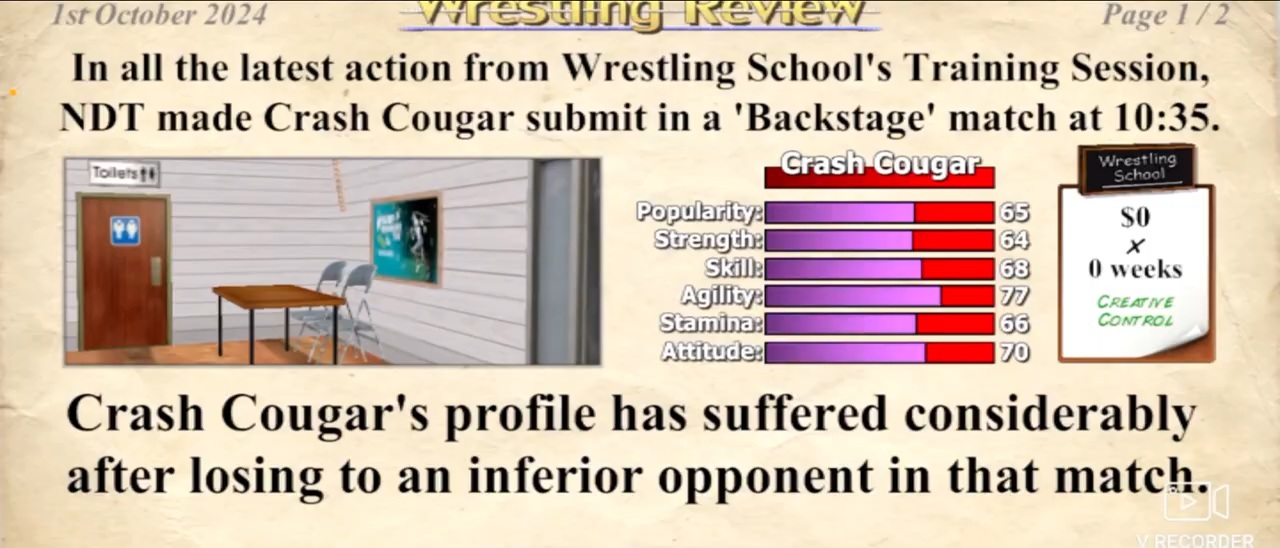 1st October 2024
Wrestling Review
Page 1 / 2
In all the latest action from Wrestling School's Training Session,
NDT made Crash Cougar submit in a 'Backstage' match at 10:35.
Toilets
Crash Cougar
Popularity: 65
Strength: 64
Skill: 68
Agility: 77
Stamina: 66
Attitude: 70
Wrestling
School
$0
x
0 weeks
CREATIVE
CONTROL
Crash Cougar's profile has suffered considerably
after losing to an inferior opponent in that match.
V RECORDER